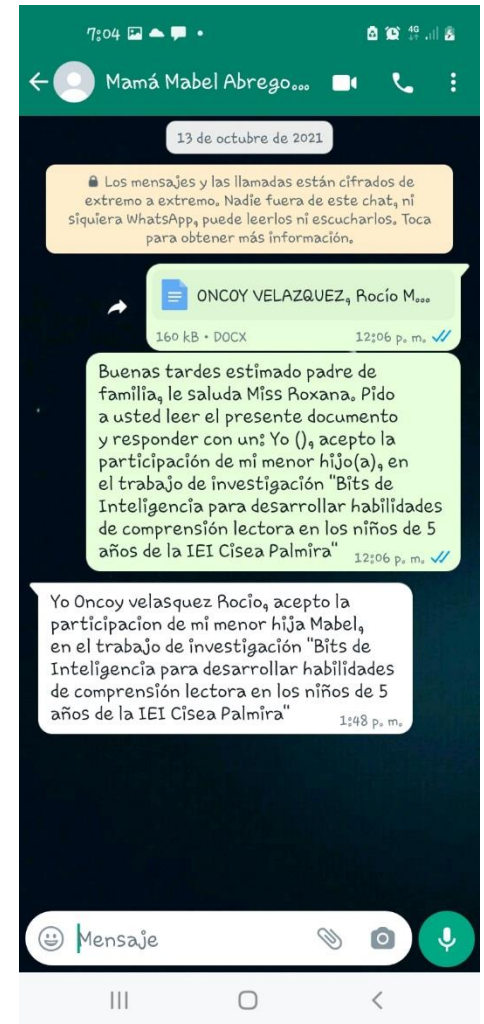 7:04
4G
Mamá Mabel Abrego...
13 de octubre de 2021
Los mensajes y las llamadas están cifrados de
extremo a extremo. Nadie fuera de este chat, ni
siquiera WhatsApp, puede leerlos ni escucharlos. Toca
para obtener más información.
ONCOY VELAZQUEZ, Rocío M...
160 kB • DOCX 12:06 p. m.
Buenas tardes estimado padre de
familia, le saluda Miss Roxana. Pido
a usted leer el presente documento
y responder con un: Yo (), acepto la
participación de mi menor hijo(a), en
el trabajo de investigación "Bits de
Inteligencia para desarrollar habilidades
de comprensión lectora en los niños de 5
años de la IEI Cisea Palmira"
12:06 p. m.
Yo Oncoy velasquez Rocio, acepto la
participacion de mi menor hija Mabel,
en el trabajo de investigación "Bits de
Inteligencia para desarrollar habilidades
de comprensión lectora en los niños de 5
años de la IEI Cisea Palmira"
1:48 p. m.
Mensaje